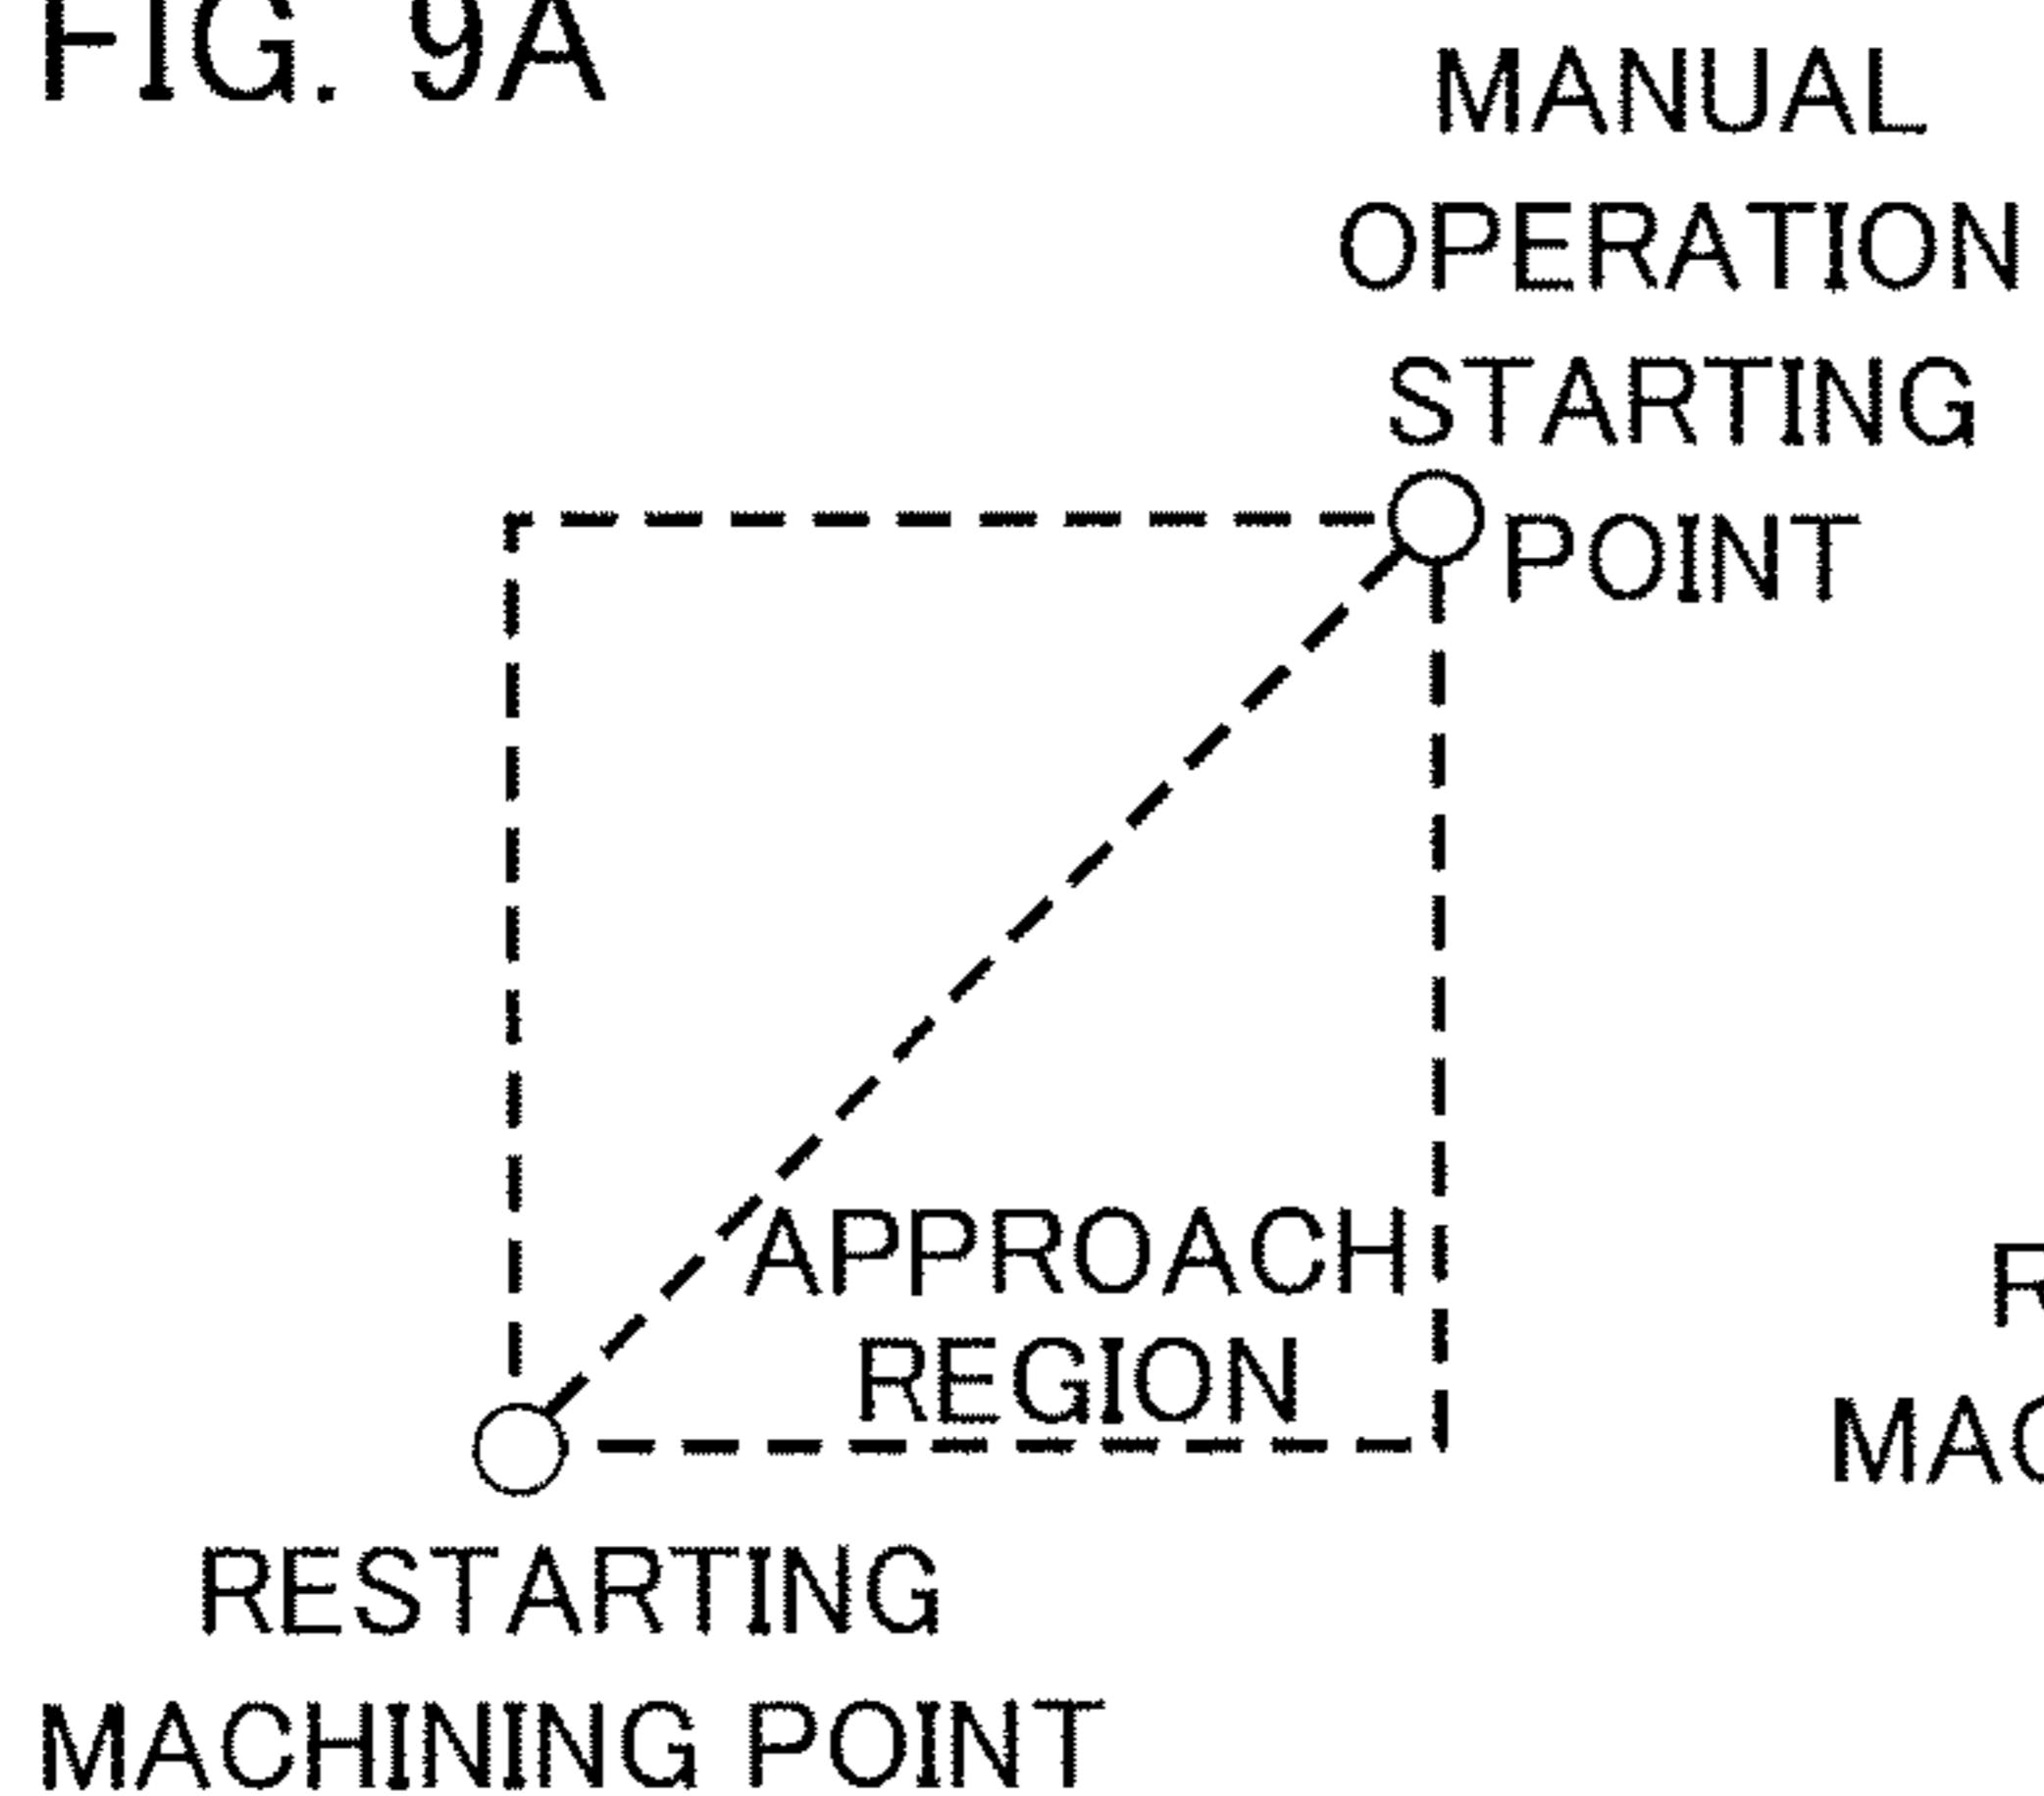 FIG. 9A
MANUAL
OPERATION
STARTING
POINT
APPROACH
REGION
RESTARTING
MACHINING POINT